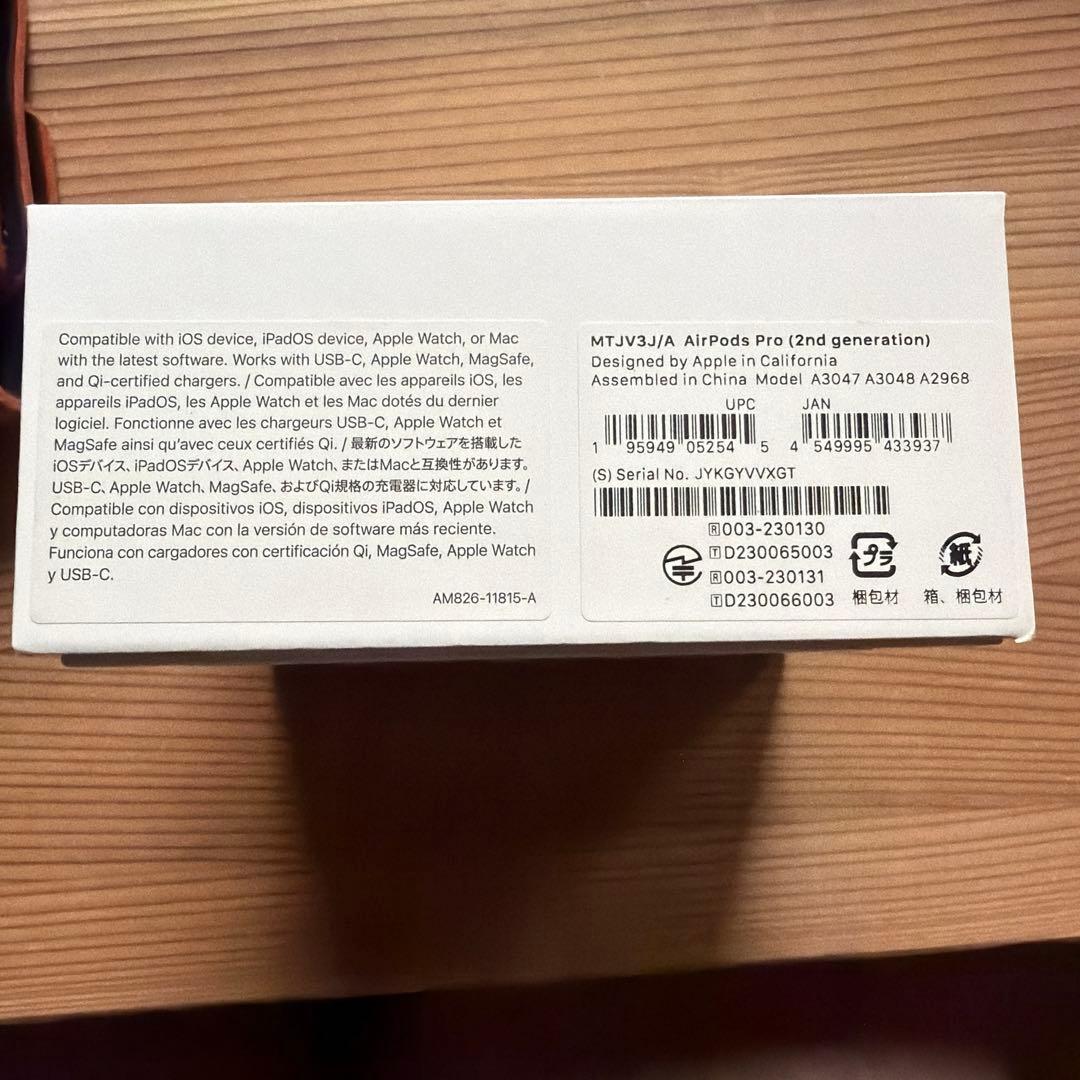 Compatible with iOS device, iPadOS device, Apple Watch, or Mac
with the latest software. Works with USB-C, Apple Watch, MagSafe,
and Qi-certified chargers. / Compatible avec les appareils iOS, les
appareils iPadOS, les Apple Watch et les Mac dotés du dernier
logiciel. Fonctionne avec les chargeurs USB-C, Apple Watch et
MagSafe ainsi qu'avec ceux certifiés Qi. / 最新のソフトウェアを搭載した
iOSデバイス、iPadOSデバイス、Apple Watch、またはMacと互換性があります。
USB-C、Apple Watch、MagSafe、およびQi規格の充電器に対応しています。/
Compatible con dispositivos iOS, dispositivos iPadOS, Apple Watch
y computadoras Mac con la versión de software más reciente.
Funciona con cargadores con certificación Qi, MagSafe, Apple Watch
y USB-C.
AM826-11815-A
MTJV3J/A AirPods Pro (2nd generation)
Designed by Apple in California
Assembled in China Model A3047 A3048 A2968
UPC JAN
1 95949 05254 5 4 549995 433937
(S) Serial No. JYKGYVVXGT
R 003-230130
T D230065003
R 003-230131
T D230066003
プラ
梱包材
紙
箱、梱包材